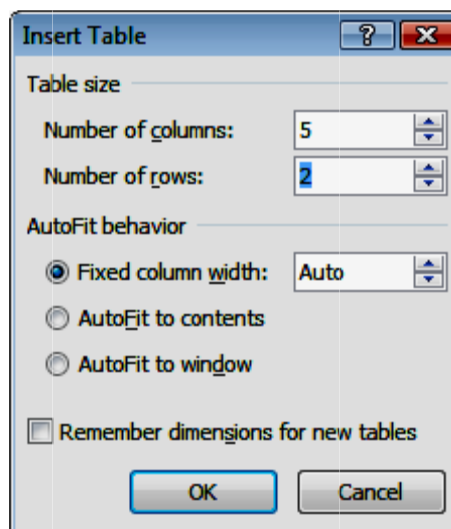 Insert Table ?
Table size
Number of columns: 5
Number of rows: 2
AutoFit behavior
Fixed column width: Auto
AutoFit to contents
AutoFit to window
Remember dimensions for new tables
OK Cancel